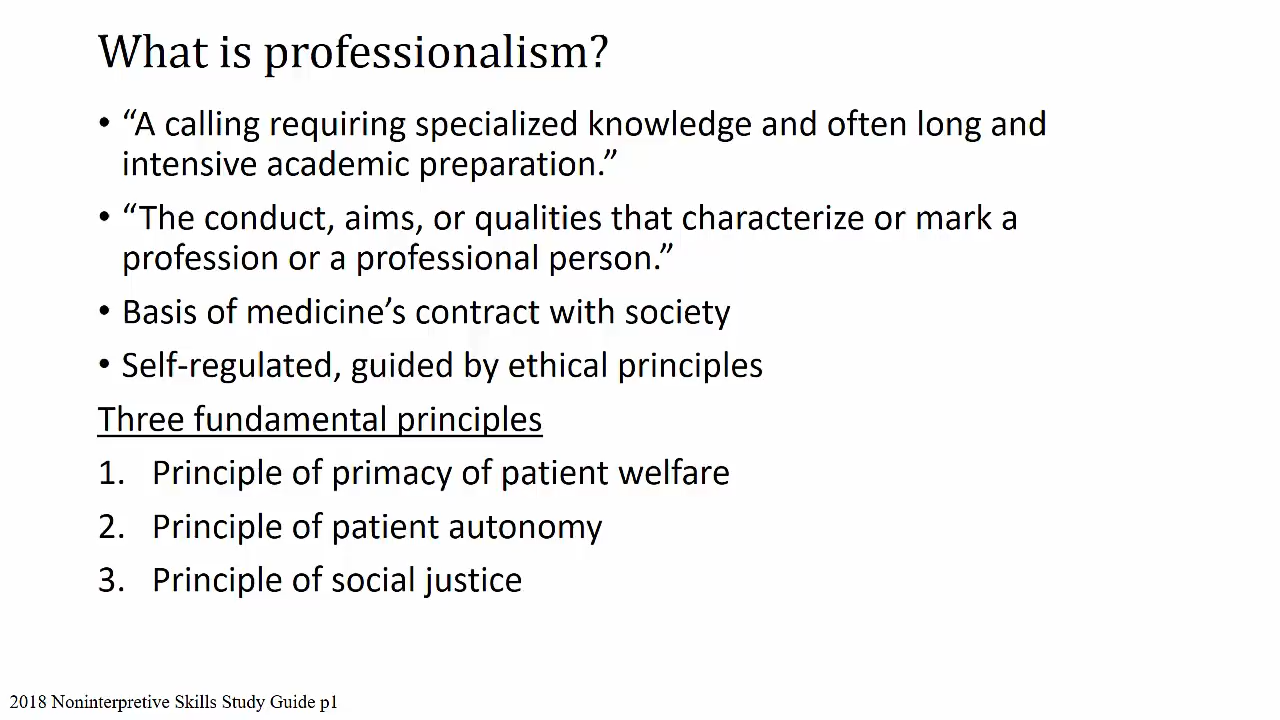 What is professionalism?
• “A calling requiring specialized knowledge and often long and
intensive academic preparation.”
• “The conduct, aims, or qualities that characterize or mark a
profession or a professional person.”
• Basis of medicine’s contract with society
• Self-regulated, guided by ethical principles
Three fundamental principles
1. Principle of primacy of patient welfare
2. Principle of patient autonomy
3. Principle of social justice
2018 Noninterpretive Skills Study Guide p1